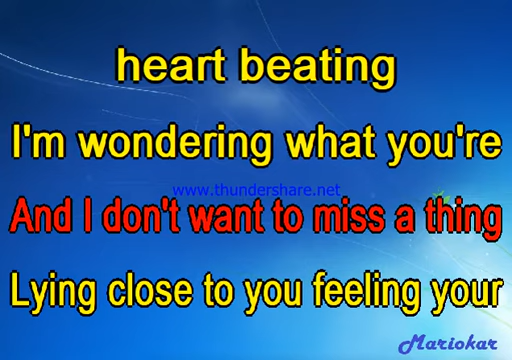 heart beating
I'm wondering what you're
www.thundershare.net
And I don't want to miss a thing
Lying close to you feeling your
Mariokar